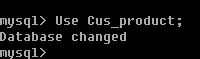 mysql> Use Cus_product;
Database changed
mysql>